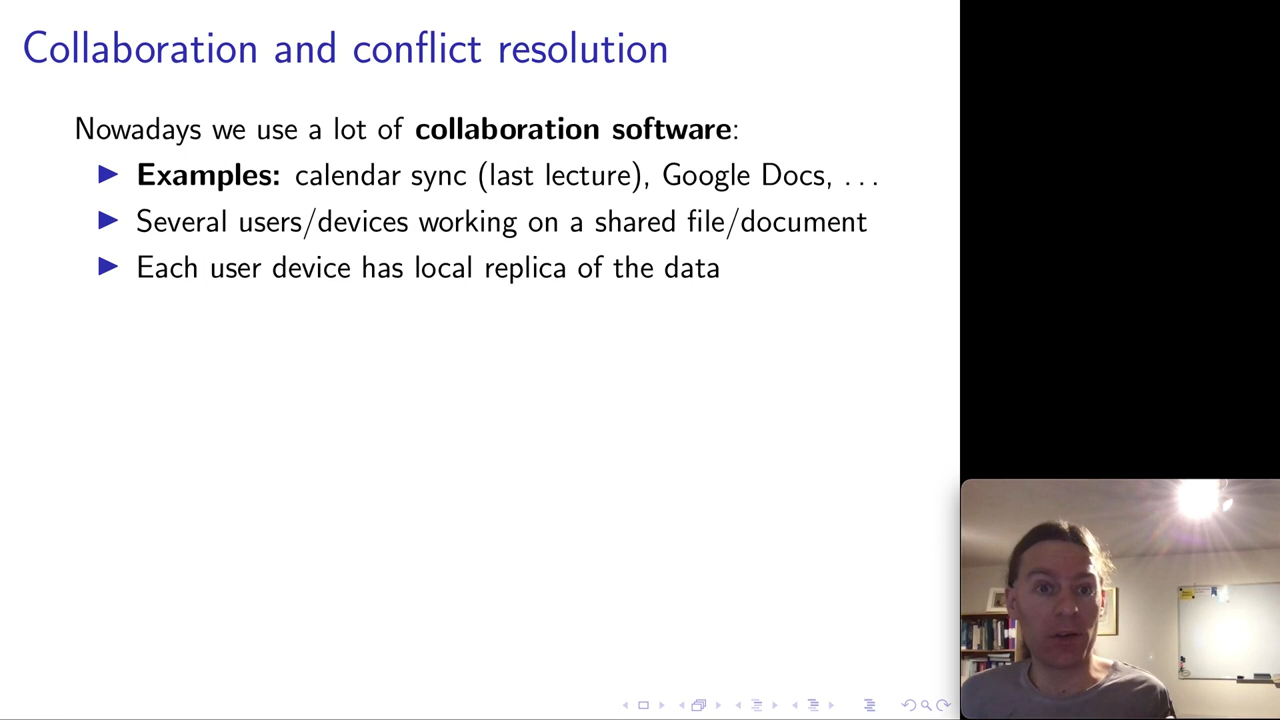 Collaboration and conflict resolution
Nowadays we use a lot of collaboration software:
Examples: calendar sync (last lecture), Google Docs, ...
Several users/devices working on a shared file/document
Each user device has local replica of the data